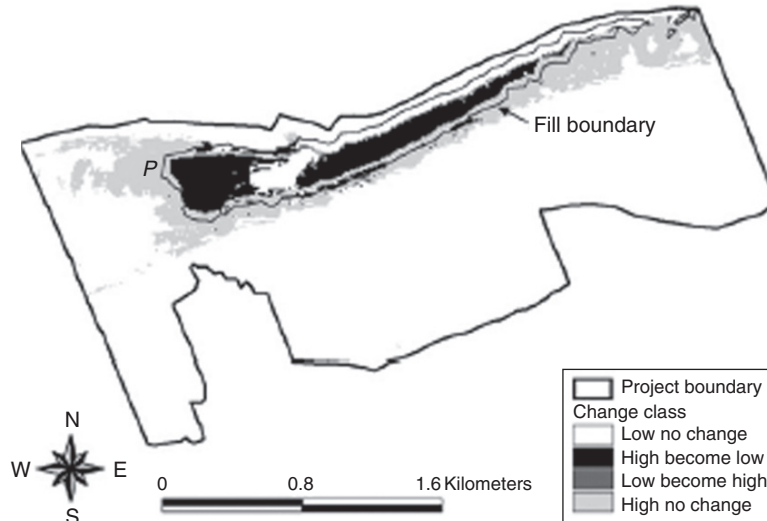 P
Fill boundary
Project boundary
Change class
Low no change
High become low
Low become high
High no change
N
W E
S
0 0.8 1.6 Kilometers